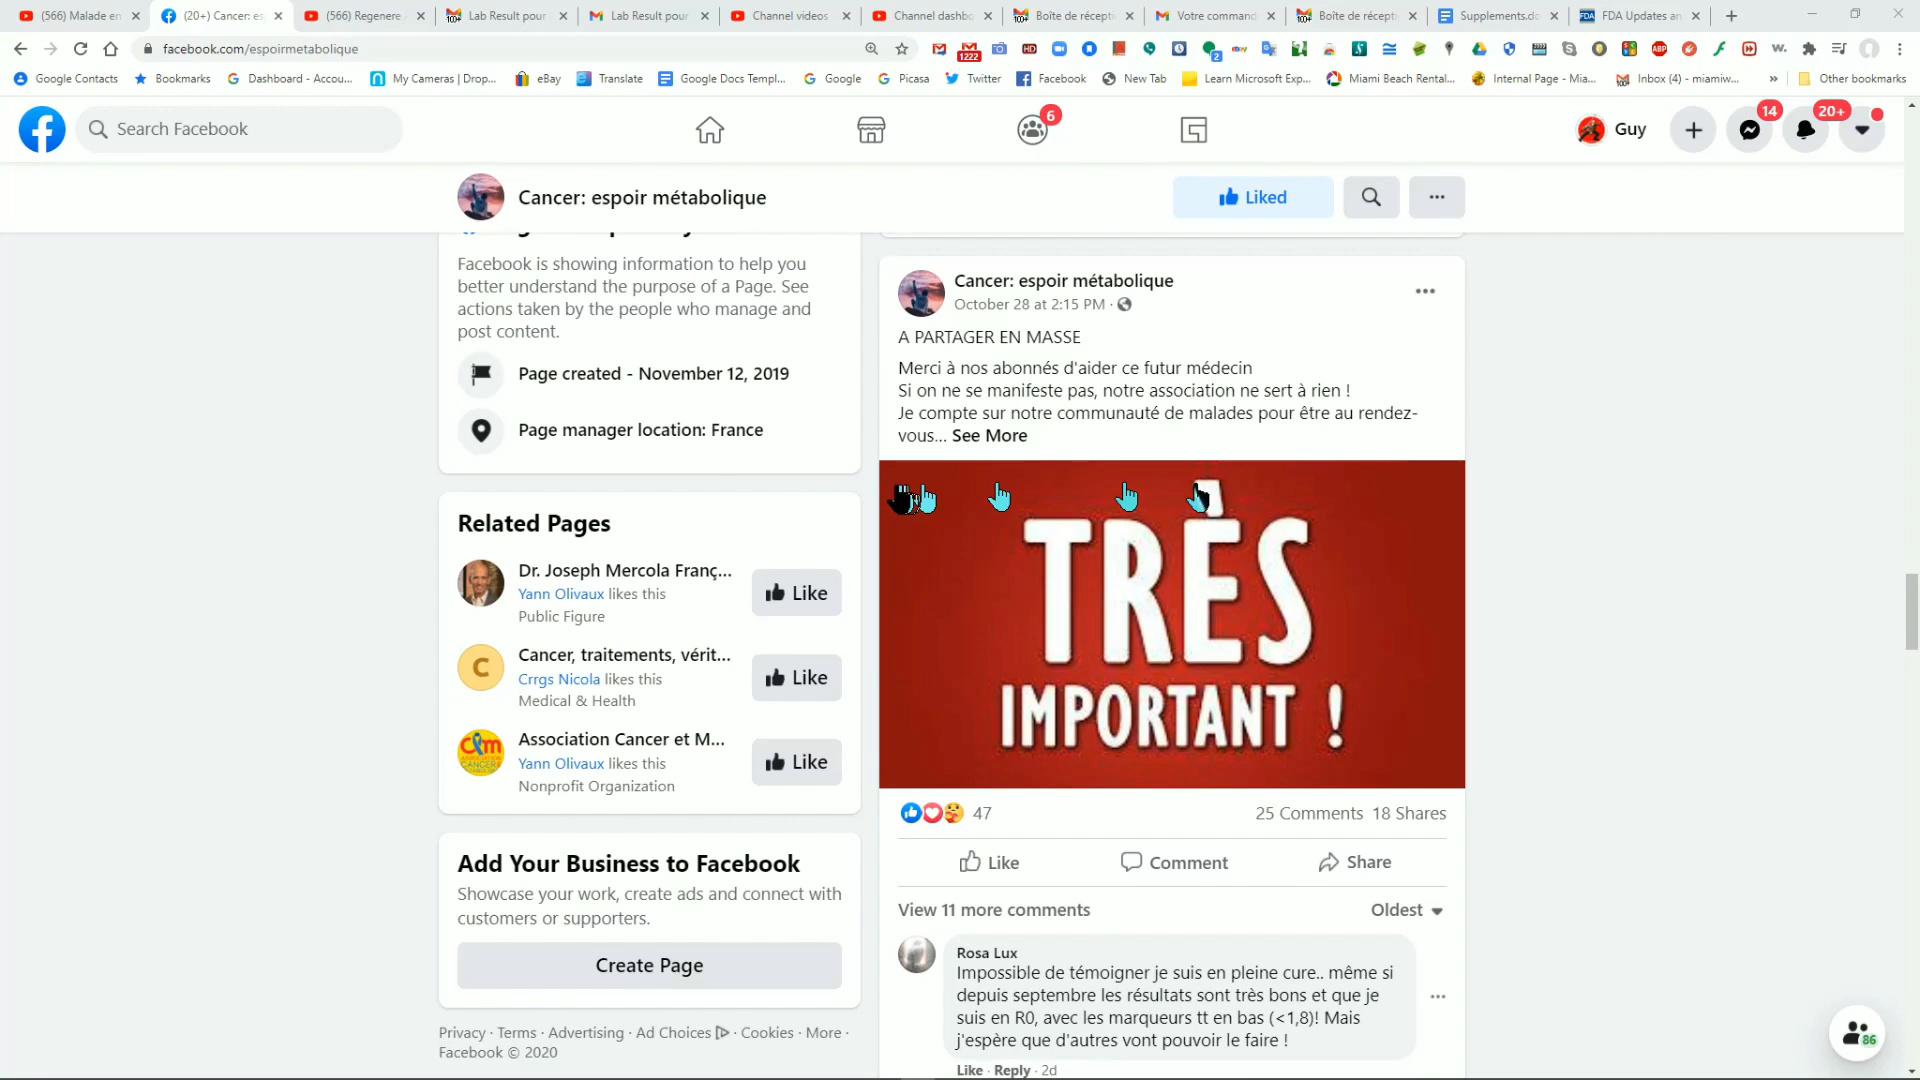 (566) Malade en
(20+) Cancer: es
(566) Regenere
Lab Result pour
Lab Result pour
Channel videos
Channel dashbo
Boîte de récepti
Votre command
Boîte de récept
Supplements.do
FDA Updates an
facebook.com/espoirmetabolique
Google Contacts
Bookmarks
Dashboard - Accou...
My Cameras | Drop...
eBay
Translate
Google Docs Templ...
Google
Picasa
Twitter
Facebook
New Tab
Learn Microsoft Exp...
Miami Beach Rental...
Internal Page - Mia...
Inbox (4) - miamiw...
Other bookmarks
Search Facebook
6
Guy
14
20+
Cancer: espoir métabolique
Liked
Facebook is showing information to help you
better understand the purpose of a Page. See
actions taken by the people who manage and
post content.
Page created - November 12, 2019
Page manager location: France
Related Pages
Dr. Joseph Mercola Franç...
Yann Olivaux likes this
Public Figure
Like
C
Cancer, traitements, vérit...
Crrgs Nicola likes this
Medical & Health
Like
Association Cancer et M...
Yann Olivaux likes this
Nonprofit Organization
Like
Add Your Business to Facebook
Showcase your work, create ads and connect with
customers or supporters.
Create Page
Privacy · Terms · Advertising · Ad Choices · Cookies · More ·
Facebook © 2020
Cancer: espoir métabolique
October 28 at 2:15 PM ·
A PARTAGER EN MASSE
Merci à nos abonnés d'aider ce futur médecin
Si on ne se manifeste pas, notre association ne sert à rien !
Je compte sur notre communauté de malades pour être au rendez-
vous... See More
TRÈS
IMPORTANT !
47
25 Comments 18 Shares
Like
Comment
Share
View 11 more comments
Oldest
Rosa Lux
Impossible de témoigner je suis en pleine cure.. même si
depuis septembre les résultats sont très bons et que je
suis en R0, avec les marqueurs tt en bas (<1,8)! Mais
j'espère que d'autres vont pouvoir le faire !
Like · Reply · 2d
86